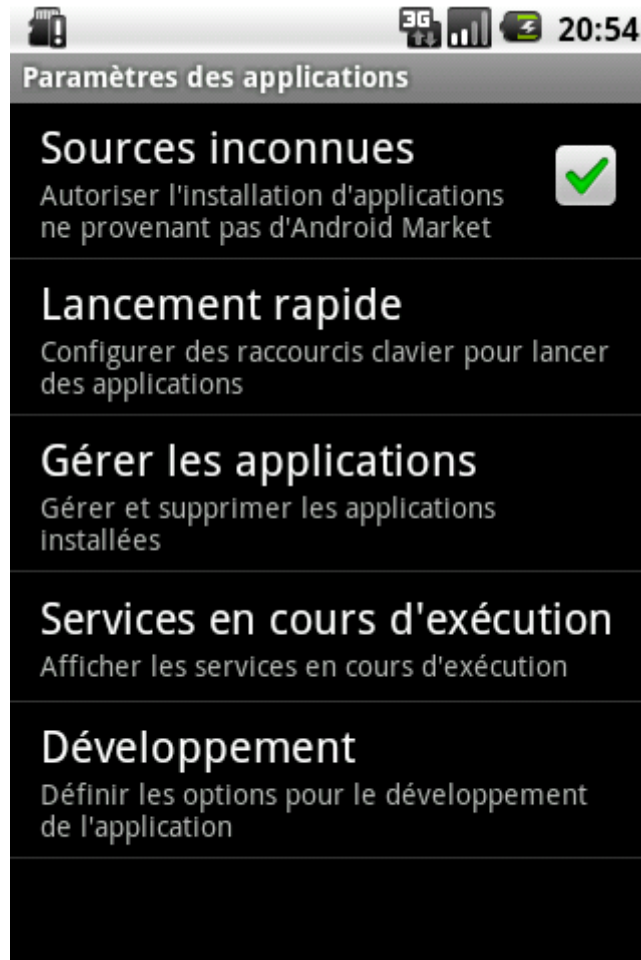 3G 20:54
Paramètres des applications
Sources inconnues
Autoriser l'installation d'applications
ne provenant pas d'Android Market
Lancement rapide
Configurer des raccourcis clavier pour lancer
des applications
Gérer les applications
Gérer et supprimer les applications
installées
Services en cours d'exécution
Afficher les services en cours d'exécution
Développement
Définir les options pour le développement
de l'application